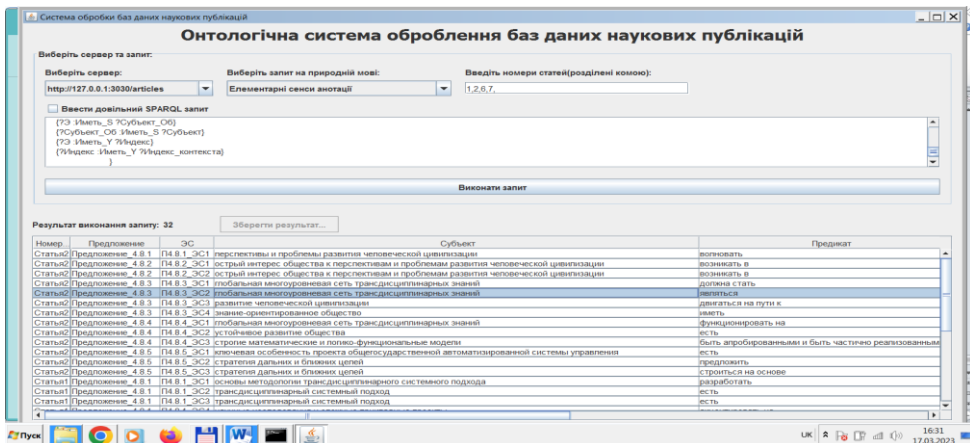 Система обробки баз даних наукових публікацій
Онтологічна система оброблення баз даних наукових публікацій
Виберіть сервер та запит:
Виберіть сервер: Виберіть запит на природній мові: Введіть номери статей(розділені комою):
http://127.0.0.1:3030/articles Елементарні сенси анотації 1,2,6,7,
Ввести довільний SPARQL запит
{?Э :Иметь_S ?Субъект_Об}
{?Субъект_Об :Иметь_S ?Субъект}
{?Э :Иметь_Y ?Индекс}
{?Индекс :Иметь_Y ?Индекс_контекста}
}
Виконати запит
Результат виконання запиту: 32 Зберегти результат...
Номер... Предложение ЭС Субъект Предикат
Статья2 Предложение_4.8.1 П4.8.1_ЭС1 перспективы и проблемы развития человеческой цивилизации волновать
Статья2 Предложение_4.8.2 П4.8.2_ЭС1 острый интерес общества к перспективам и проблемам развития человеческой цивилизации возникать в
Статья2 Предложение_4.8.2 П4.8.2_ЭС2 острый интерес общества к перспективам и проблемам развития человеческой цивилизации возникать в
Статья2 Предложение_4.8.3 П4.8.3_ЭС1 глобальная многоуровневая сеть трансдисциплинарных знаний должна стать
Статья2 Предложение_4.8.3 П4.8.3_ЭС2 глобальная многоуровневая сеть трансдисциплинарных знаний являться
Статья2 Предложение_4.8.3 П4.8.3_ЭС3 развитие человеческой цивилизации двигаться на пути к
Статья2 Предложение_4.8.3 П4.8.3_ЭС4 знание-ориентированное общество иметь
Статья2 Предложение_4.8.4 П4.8.4_ЭС1 глобальная многоуровневая сеть трансдисциплинарных знаний функционировать на
Статья2 Предложение_4.8.4 П4.8.4_ЭС2 устойчивое развитие общества есть
Статья2 Предложение_4.8.4 П4.8.4_ЭС3 строгие математические и логико-функциональные модели быть апробированными и быть частично реализованным
Статья2 Предложение_4.8.5 П4.8.5_ЭС1 ключевая особенность проекта общегосударственной автоматизированной системы управления есть
Статья2 Предложение_4.8.5 П4.8.5_ЭС2 стратегия дальних и ближних целей предложить
Статья2 Предложение_4.8.5 П4.8.5_ЭС3 стратегия дальних и ближних целей строиться на основе
Статья1 Предложение_4.8.1 П4.8.1_ЭС1 основы методологии трансдисциплинарного системного подхода разработать
Статья1 Предложение_4.8.1 П4.8.1_ЭС2 трансдисциплинарный системный подход есть
Статья1 Предложение_4.8.1 П4.8.1_ЭС3 трансдисциплинарный системный подход есть
Пуск UK 16:31
17.03.2023